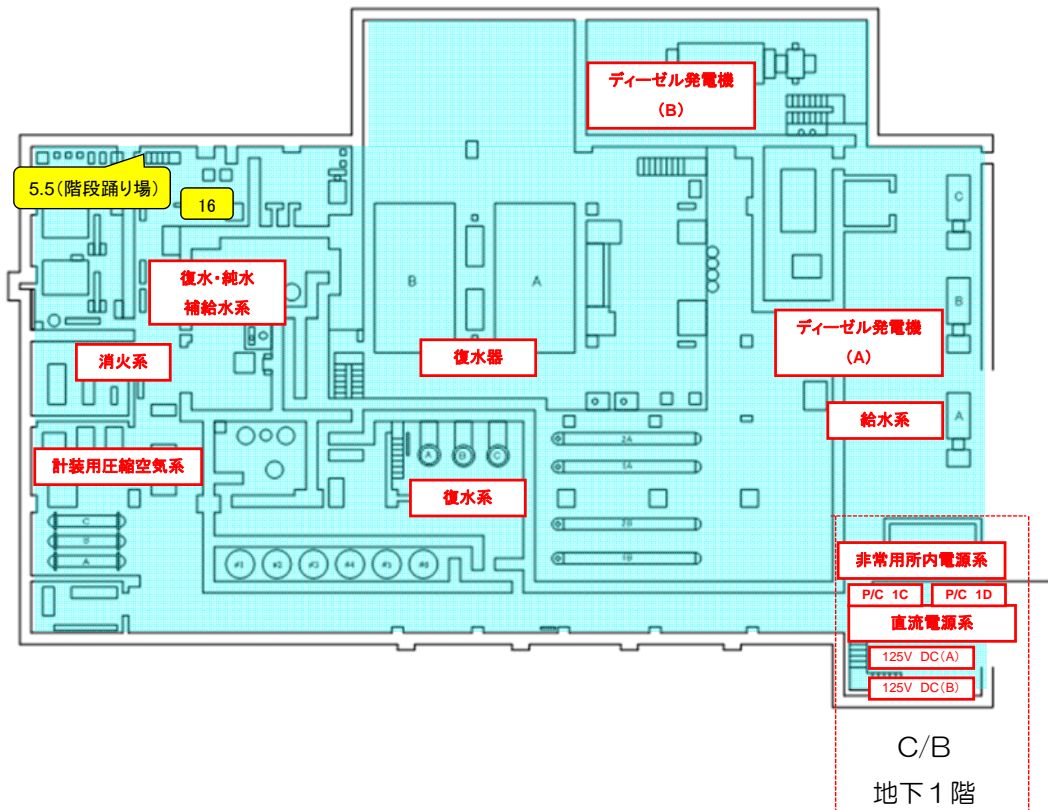 ディーゼル発電機
（B）
5.5（階段踊り場）
16
C
復水・純水
補給水系
B
A
B
ディーゼル発電機
（A）
消火系
復水器
給水系
A
2A
1A
計装用圧縮空気系
A
B
C
復水系
C
B
A
2B
1B
#1
#2
#3
#4
#5
#6
非常用所内電源系
P/C 1C
P/C 1D
直流電源系
125V DC(A)
125V DC(B)
C/B
地下１階